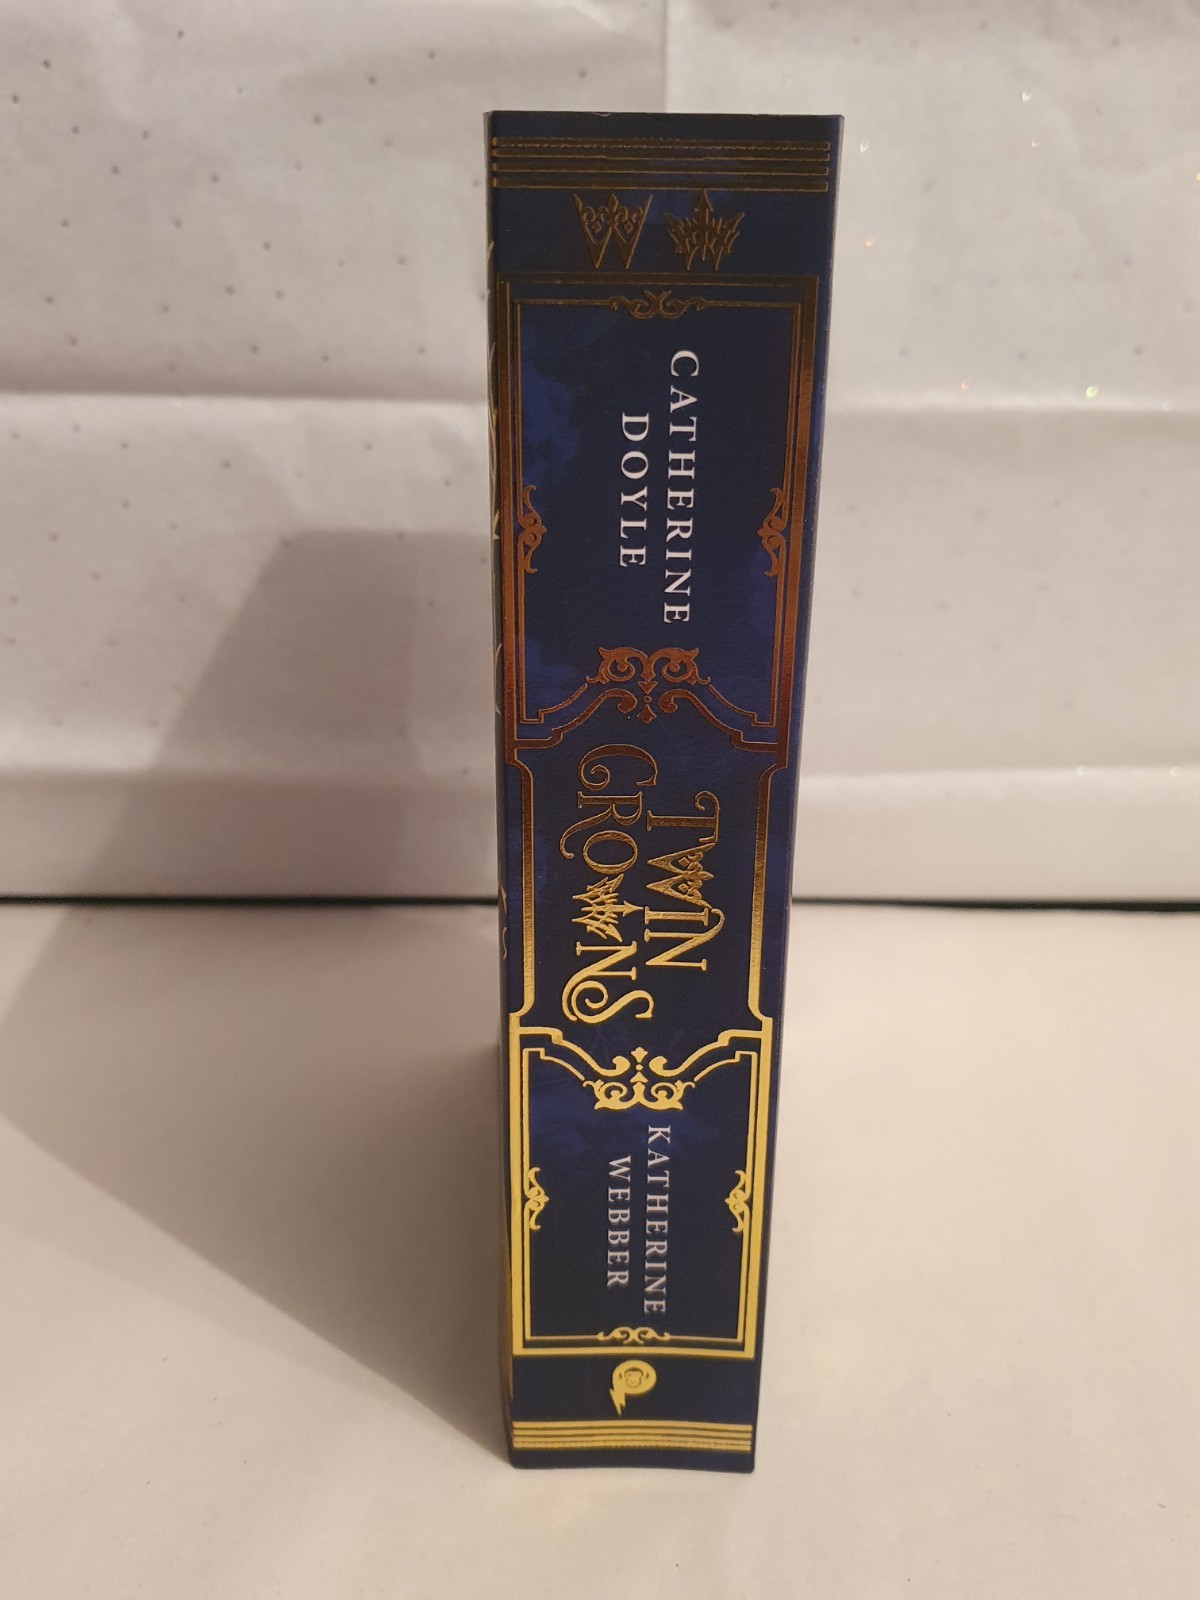 CATHERINE
DOYLE
TWIN
CROWNS
KATHERINE
WEBBER